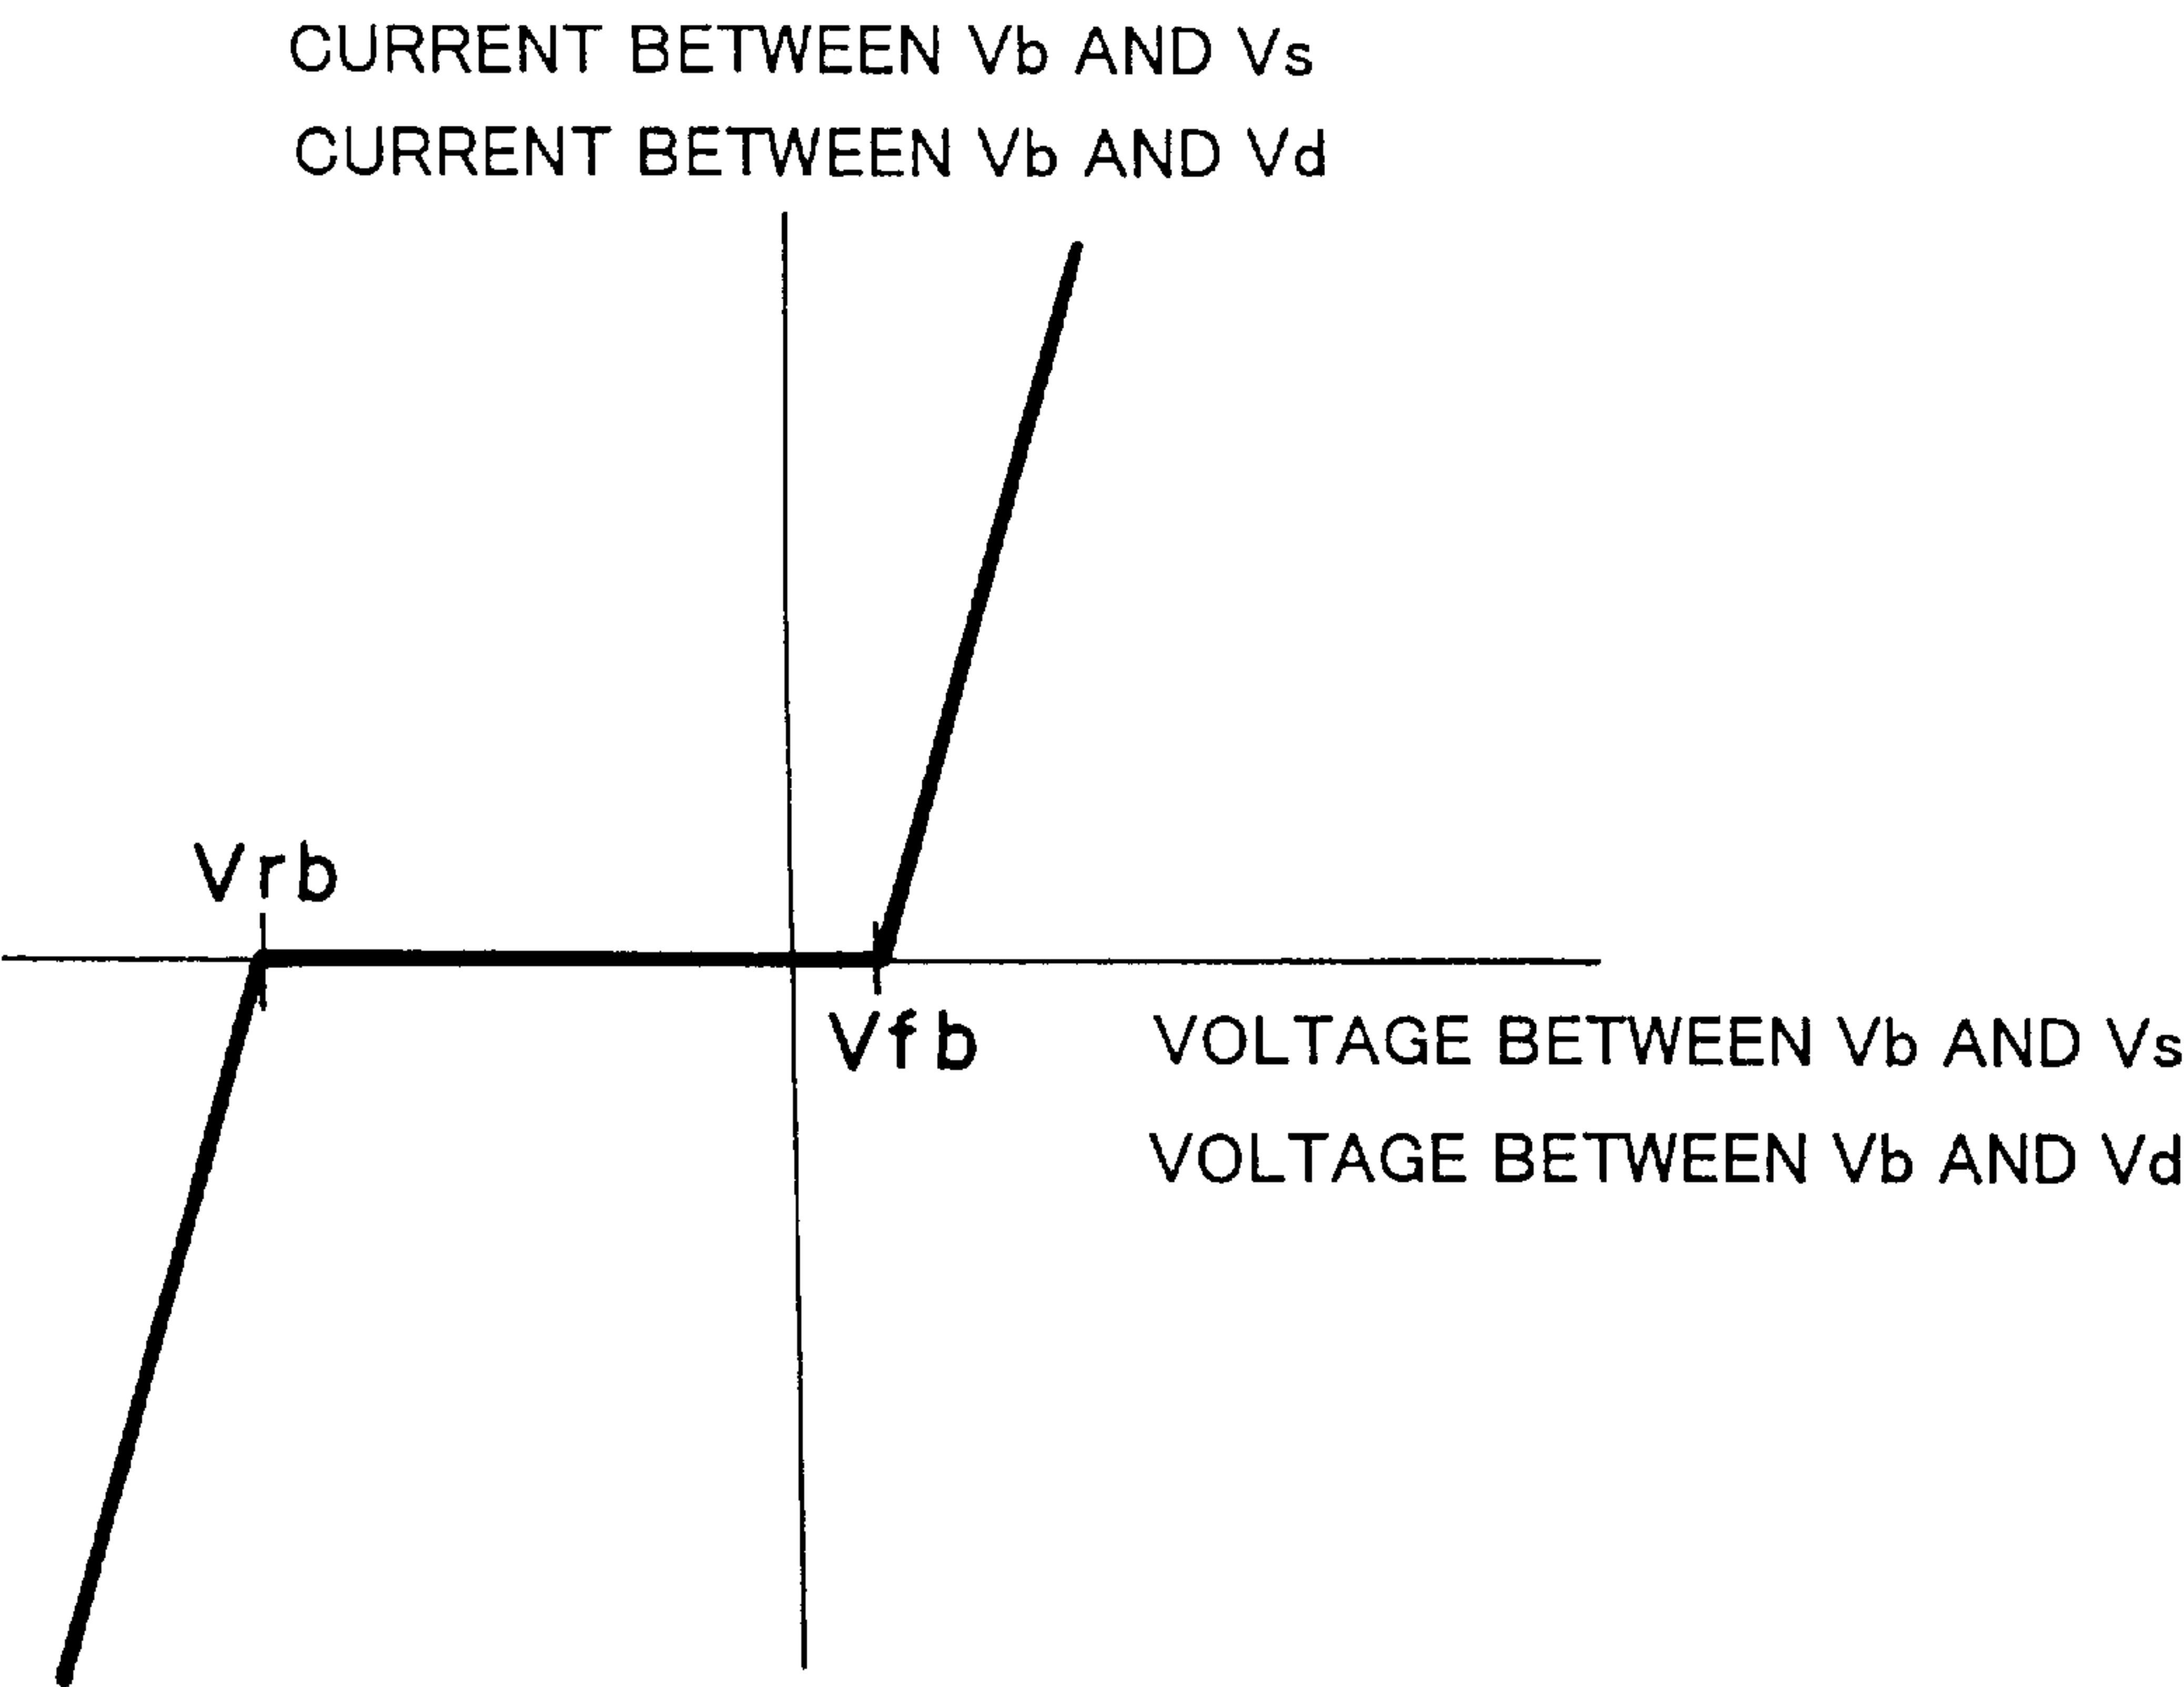 CURRENT BETWEEN Vb AND Vs
CURRENT BETWEEN Vb AND Vd
Vrb
Vfb
VOLTAGE BETWEEN Vb AND Vs
VOLTAGE BETWEEN Vb AND Vd